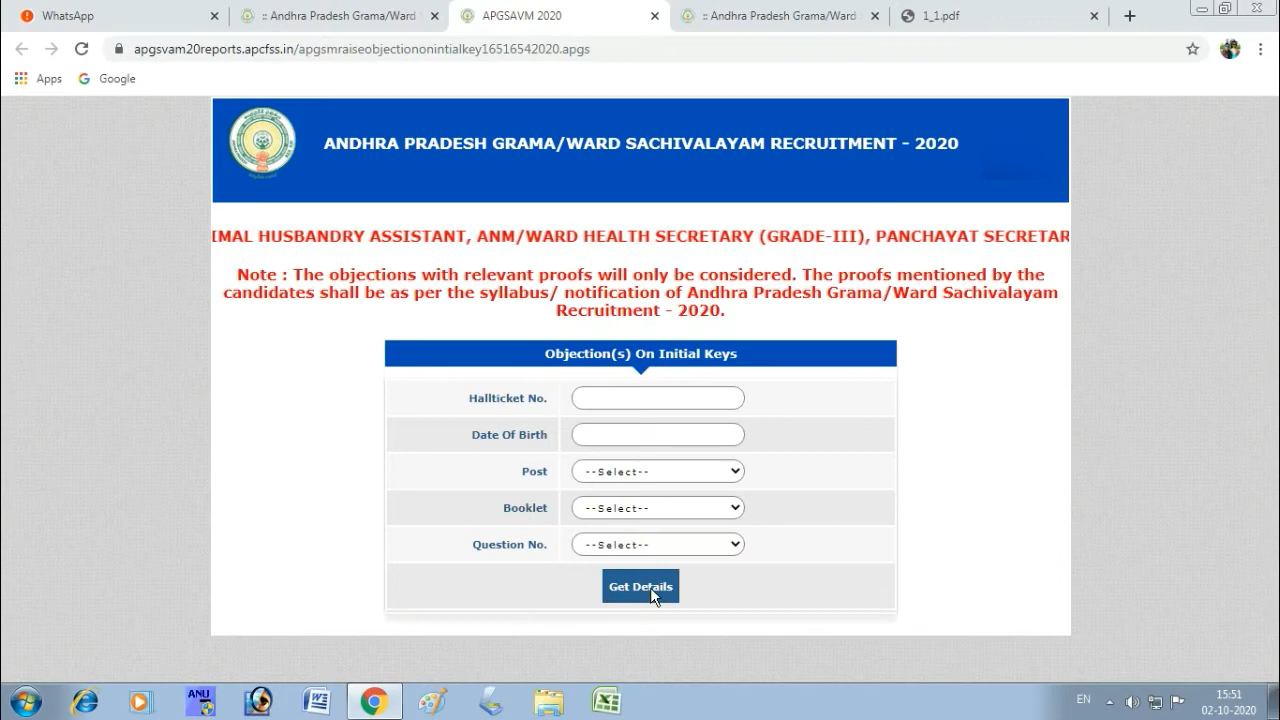 WhatsApp
:: Andhra Pradesh Grama/Ward
APGSAVM 2020
:: Andhra Pradesh Grama/Ward
1_1.pdf
apgsvam20reports.apcfss.in/apgsmraiseobjectiononintialkey16516542020.apgs
Apps
Google
ANDHRA PRADESH GRAMA/WARD SACHIVALAYAM RECRUITMENT - 2020
IMAL HUSBANDRY ASSISTANT, ANM/WARD HEALTH SECRETARY (GRADE-III), PANCHAYAT SECRETAR
Note : The objections with relevant proofs will only be considered. The proofs mentioned by the
candidates shall be as per the syllabus/ notification of Andhra Pradesh Grama/Ward Sachivalayam
Recruitment - 2020.
Objection(s) On Initial Keys
Hallticket No.
Date Of Birth
Post --Select--
Booklet --Select--
Question No. --Select--
Get Details
ANU
EN
15:51
02-10-2020